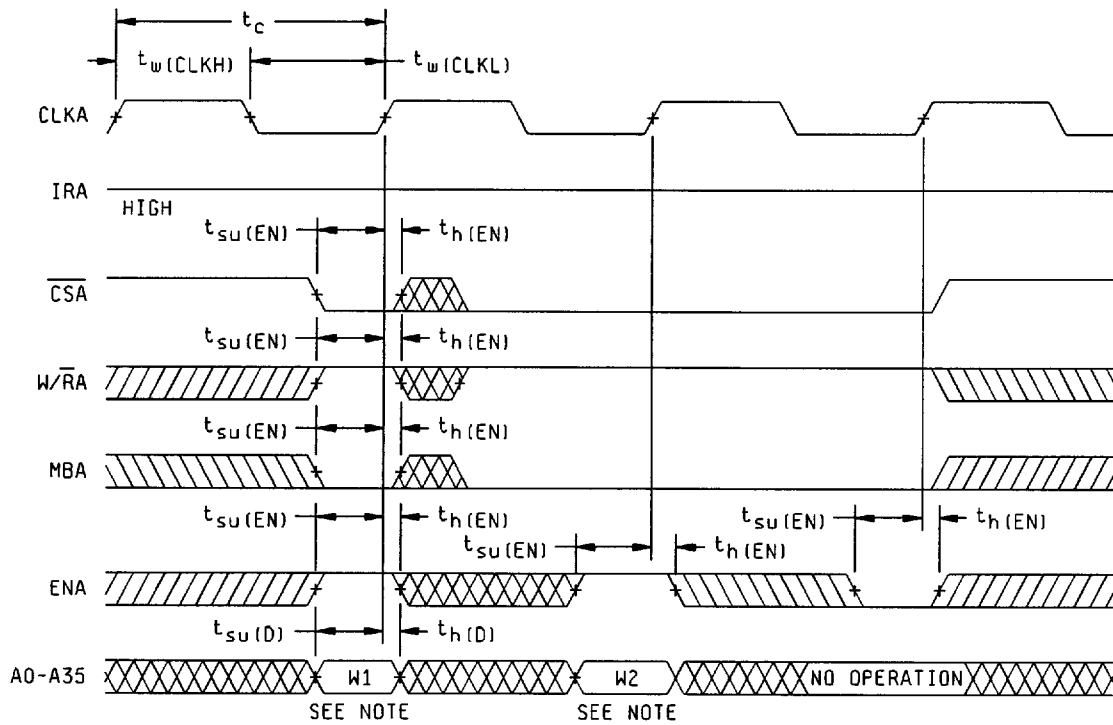 t_c
t_w(CLKH) t_w(CLKL)
CLKA
IRA
HIGH
t_su(EN) t_h(EN)
C̅S̅A̅
t_su(EN) t_h(EN)
W/R̅A
t_su(EN) t_h(EN)
MBA
t_su(EN) t_h(EN) t_su(EN) t_h(EN)
t_su(EN) t_h(EN)
ENA
t_su(D) t_h(D)
A0-A35 W1 W2 NO OPERATION
SEE NOTE SEE NOTE